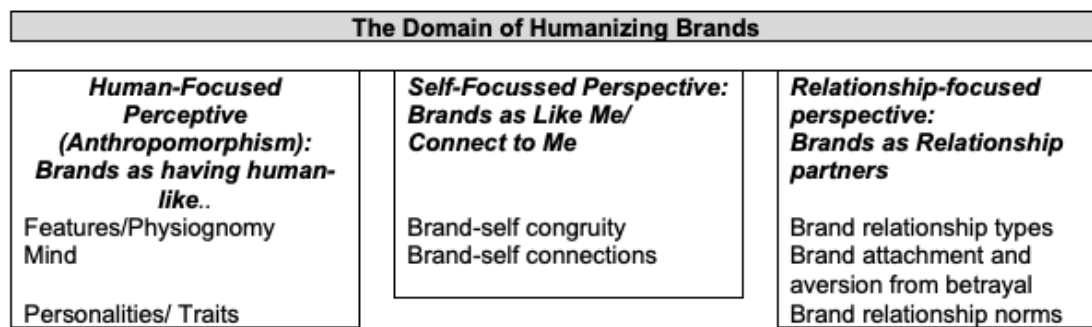 The Domain of Humanizing Brands
Human-Focused
Perceptive
(Anthropomorphism):
Brands as having human-
like..
Features/Physiognomy
Mind
Personalities/ Traits
Self-Focussed Perspective:
Brands as Like Me/
Connect to Me
Brand-self congruity
Brand-self connections
Relationship-focused
perspective:
Brands as Relationship
partners
Brand relationship types
Brand attachment and
aversion from betrayal
Brand relationship norms